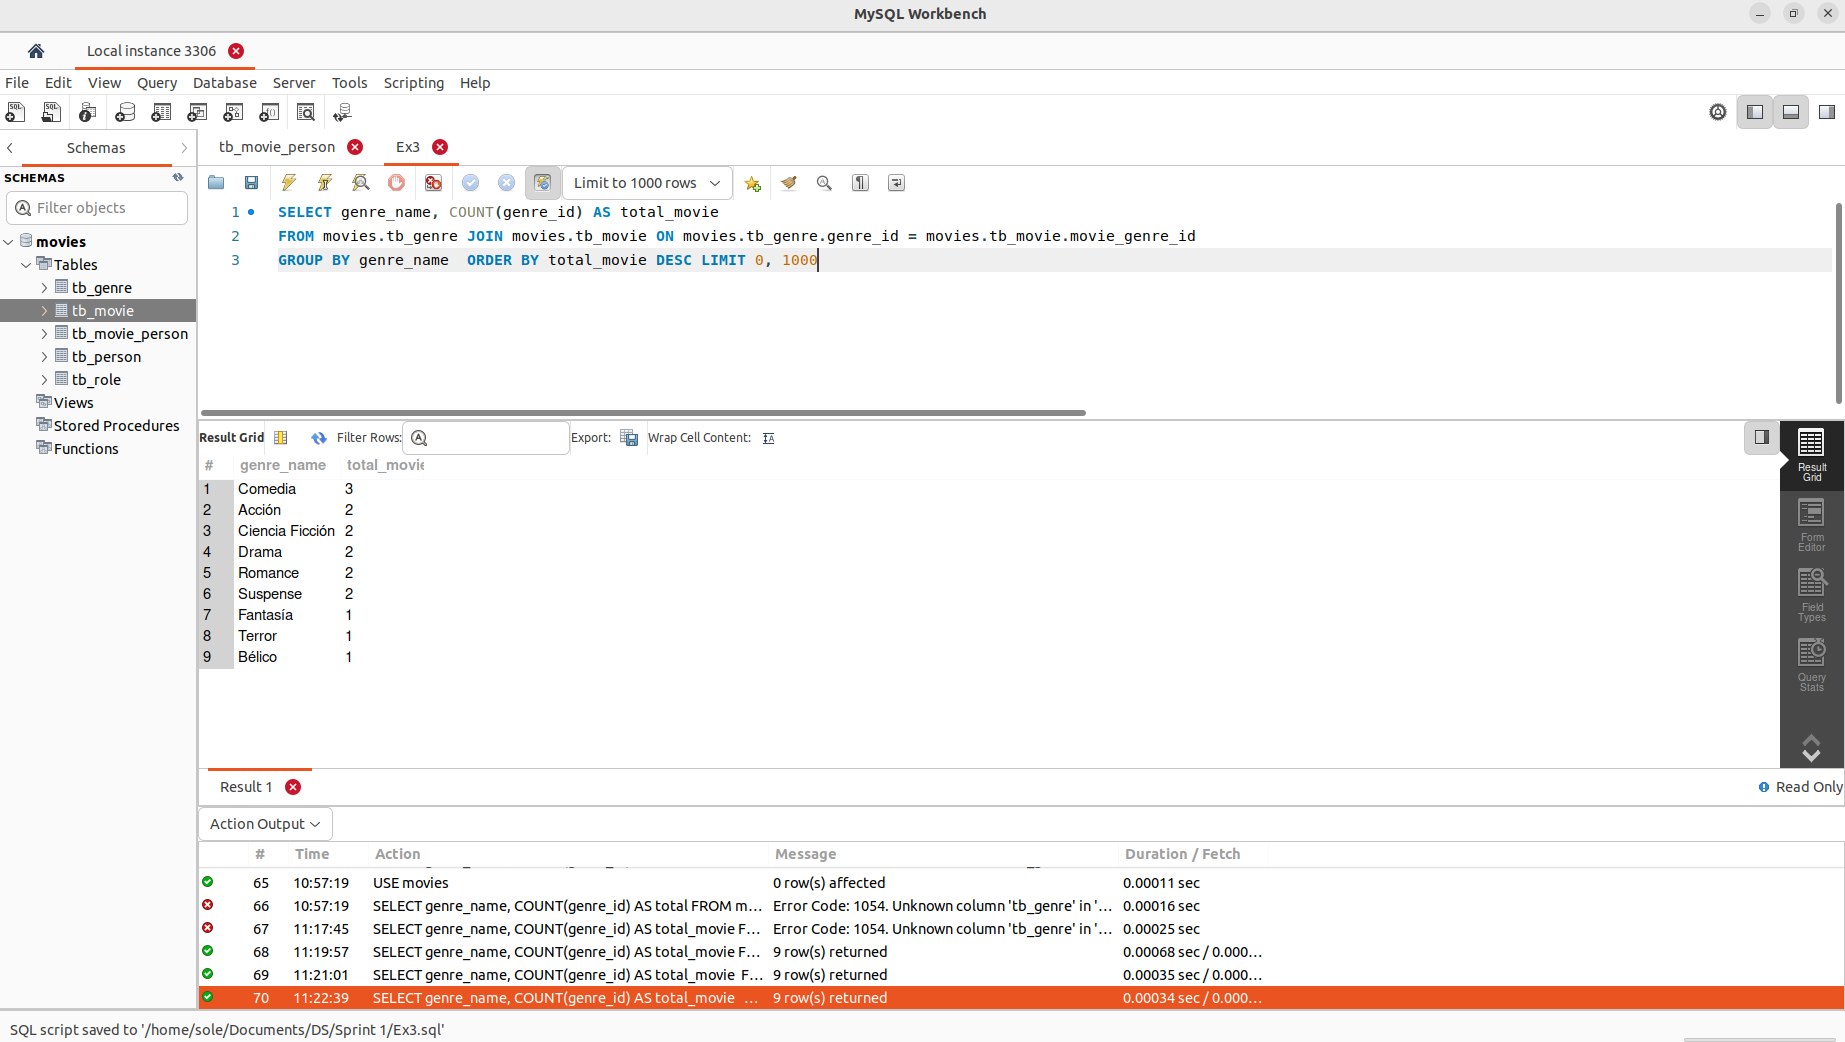 MySQL Workbench
Local instance 3306
File Edit View Query Database Server Tools Scripting Help
Schemas
tb_movie_person
Ex3
SCHEMAS
Filter objects
movies
Tables
tb_genre
tb_movie
tb_movie_person
tb_person
tb_role
Views
Stored Procedures
Functions
Limit to 1000 rows
1 SELECT genre_name, COUNT(genre_id) AS total_movie
2 FROM movies.tb_genre JOIN movies.tb_movie ON movies.tb_genre.genre_id = movies.tb_movie.movie_genre_id
3 GROUP BY genre_name  ORDER BY total_movie DESC LIMIT 0, 1000
Result Grid Filter Rows: Export: Wrap Cell Content:
# genre_name total_movie
1 Comedia 3
2 Acción 2
3 Ciencia Ficción 2
4 Drama 2
5 Romance 2
6 Suspense 2
7 Fantasía 1
8 Terror 1
9 Bélico 1
Result
Grid
Form
Editor
Field
Types
Query
Stats
Result 1
Read Only
Action Output
# Time Action Message Duration / Fetch
65 10:57:19 USE movies 0 row(s) affected 0.00011 sec
66 10:57:19 SELECT genre_name, COUNT(genre_id) AS total FROM m... Error Code: 1054. Unknown column 'tb_genre' in '... 0.00016 sec
67 11:17:45 SELECT genre_name, COUNT(genre_id) AS total_movie F... Error Code: 1054. Unknown column 'tb_genre' in '... 0.00025 sec
68 11:19:57 SELECT genre_name, COUNT(genre_id) AS total_movie F... 9 row(s) returned 0.00068 sec / 0.000...
69 11:21:01 SELECT genre_name, COUNT(genre_id) AS total_movie  F... 9 row(s) returned 0.00035 sec / 0.000...
70 11:22:39 SELECT genre_name, COUNT(genre_id) AS total_movie  ... 9 row(s) returned 0.00034 sec / 0.000...
SQL script saved to '/home/sole/Documents/DS/Sprint 1/Ex3.sql'